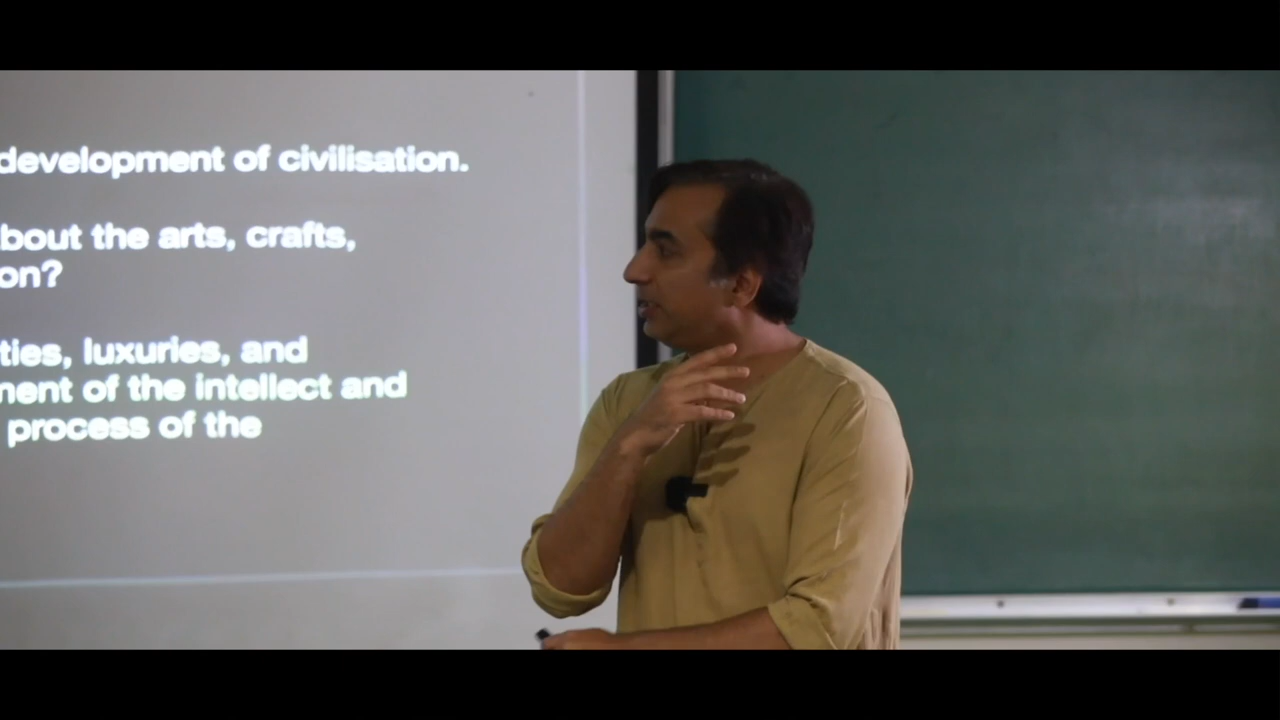 development of civilisation.
bout the arts, crafts,
on?
ties, luxuries, and
ment of the intellect and
process of the